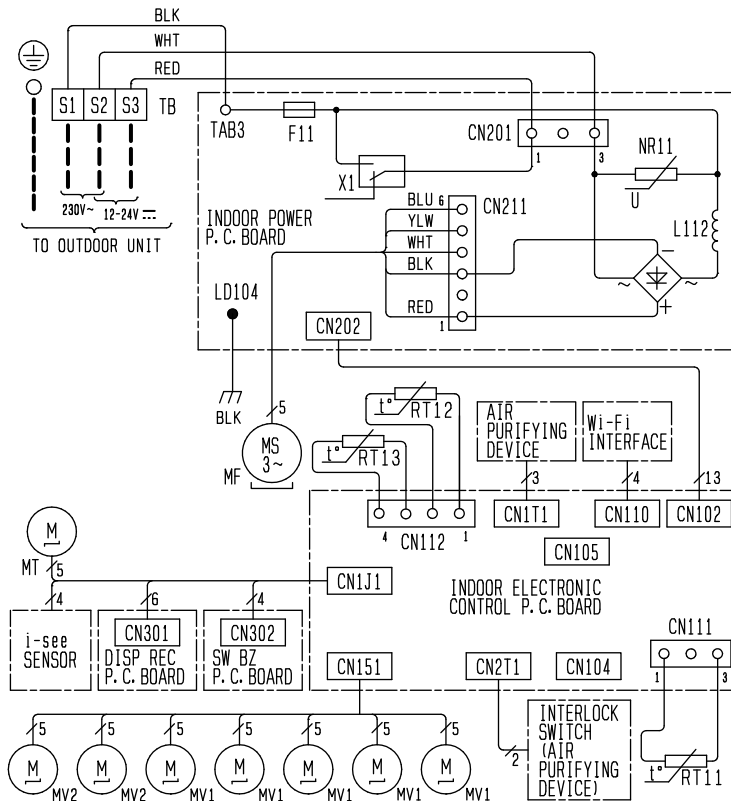 BLK
WHT
RED
S1 S2 S3 TB
TAB3
F11
CN201
1
3
NR11
U
X1
230V~
12-24V
TO OUTDOOR UNIT
INDOOR POWER
P.C.BOARD
BLU 6
YLW
WHT
BLK
RED 1
CN211
L112
~
~
-
+
LD104
CN202
BLK
5
MS
3~
MF
t°
RT12
t°
RT13
AIR
PURIFYING
DEVICE
Wi-Fi
INTERFACE
3
4
13
4
1
CN112
CN1T1
CN110
CN102
CN105
M
MT
5
4
6
4
CN1J1
INDOOR ELECTRONIC
CONTROL P.C.BOARD
i-see
SENSOR
CN301
DISP REC
P.C.BOARD
CN302
SW BZ
P.C.BOARD
CN151
CN2T1
CN104
CN111
1
3
2
INTERLOCK
SWITCH
(AIR
PURIFYING
DEVICE)
t°
RT11
5 5 5 5 5 5 5
M M M M M M M
MV2 MV2 MV1 MV1 MV1 MV1 MV1